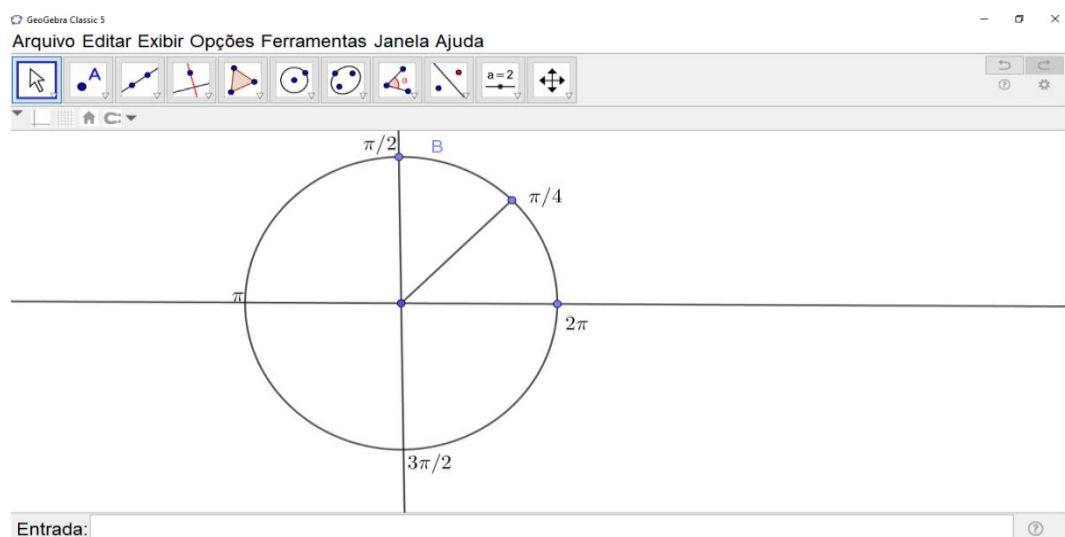 GeoGebra Classic 5
Arquivo Editar Exibir Opções Ferramentas Janela Ajuda
A
α
a=2
π/2
B
π/4
π
2π
3π/2
Entrada: